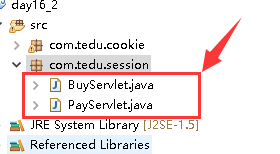 day16_2
src
com.tedu.cookie
com.tedu.session
BuyServlet.java
PayServlet.java
JRE System Library [J2SE-1.5]
Referenced Libraries